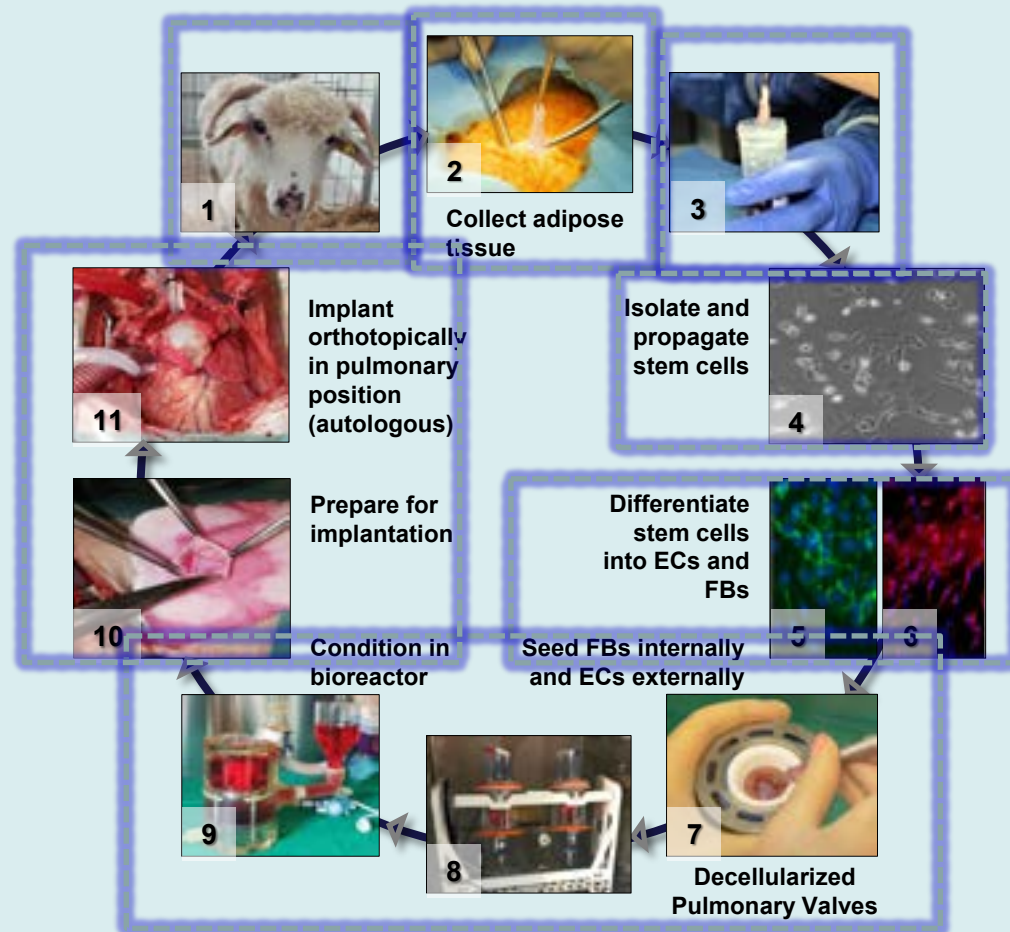 1
2
Collect adipose
tissue
3
Isolate and
propagate
stem cells
4
Differentiate
stem cells
into ECs and
FBs
5
6
Seed FBs internally
and ECs externally
7
Decellularized
Pulmonary Valves
8
Condition in
bioreactor
9
Prepare for
implantation
10
Implant
orthotopically
in pulmonary
position
(autologous)
11